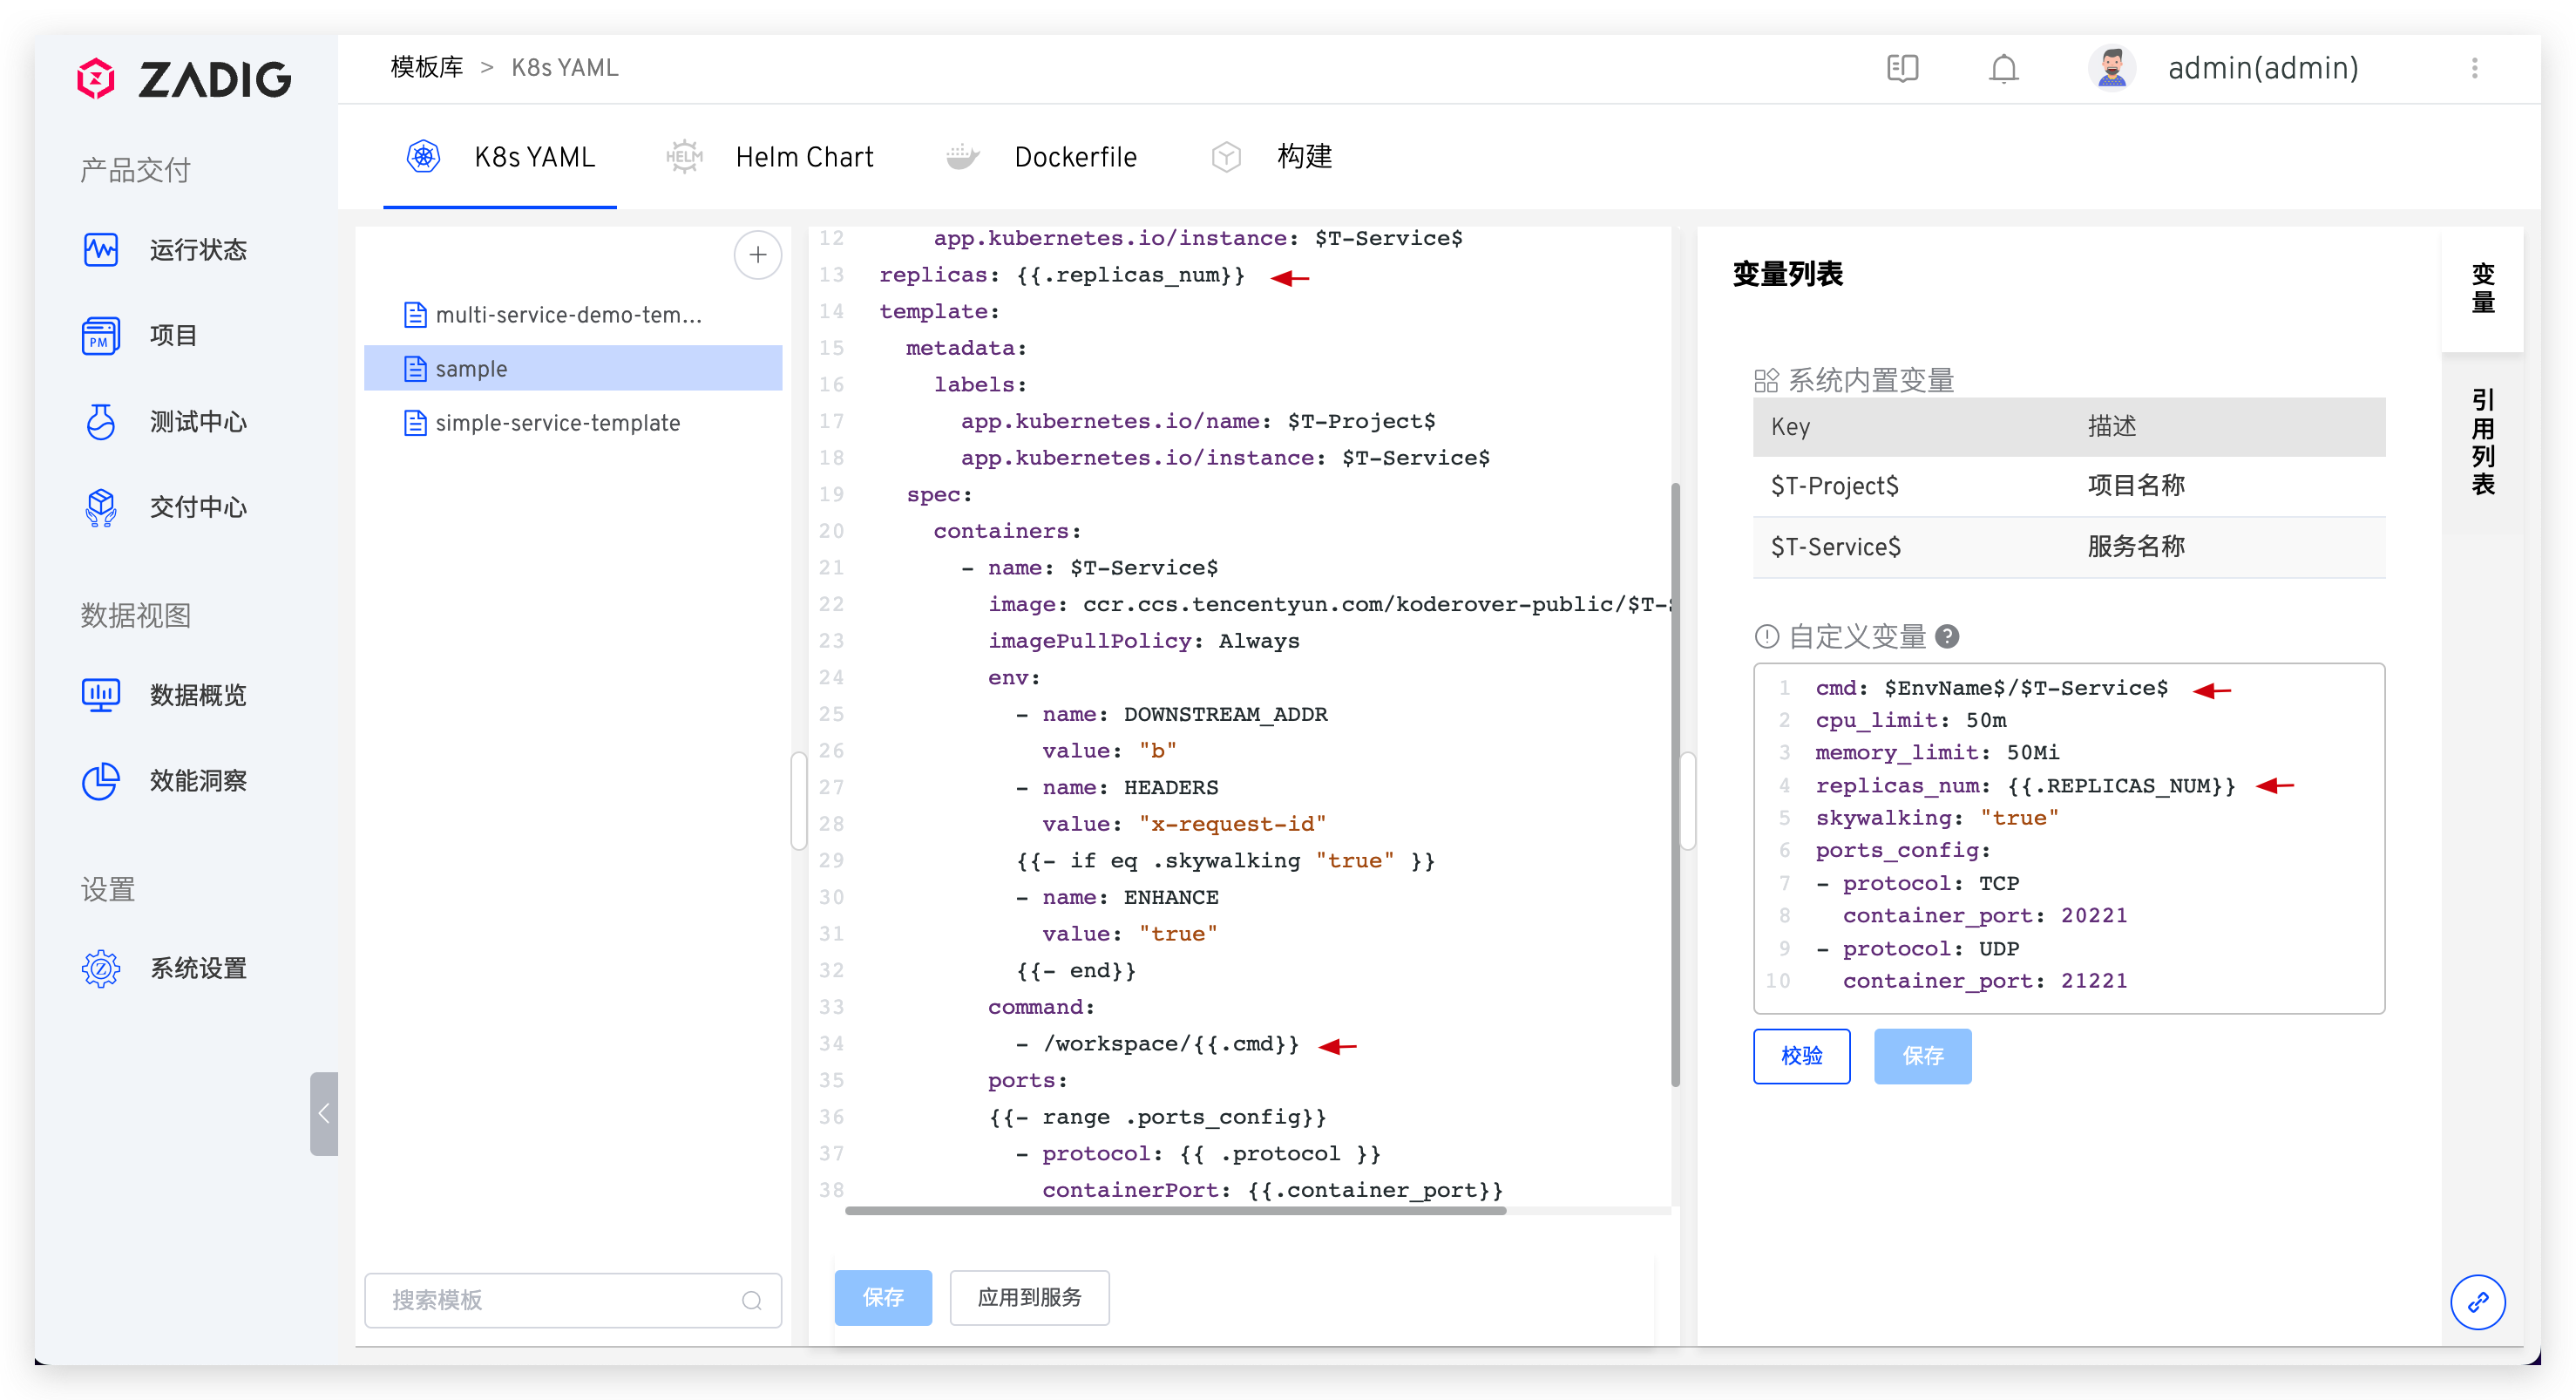 ZADIG
产品交付
运行状态
PM
项目
测试中心
交付中心
数据视图
数据概览
效能洞察
设置
系统设置
模板库 > K8s YAML
admin(admin)
K8s YAML
HELM
Helm Chart
Dockerfile
构建
multi-service-demo-tem...
sample
simple-service-template
搜索模板
12 app.kubernetes.io/instance: $T-Service$
13 replicas: {{.replicas_num}}
14 template:
15 metadata:
16 labels:
17 app.kubernetes.io/name: $T-Project$
18 app.kubernetes.io/instance: $T-Service$
19 spec:
20 containers:
21 - name: $T-Service$
22 image: ccr.ccs.tencentyun.com/koderover-public/$T-
23 imagePullPolicy: Always
24 env:
25 - name: DOWNSTREAM_ADDR
26 value: "b"
27 - name: HEADERS
28 value: "x-request-id"
29 {{- if eq .skywalking "true" }}
30 - name: ENHANCE
31 value: "true"
32 {{- end}}
33 command:
34 - /workspace/{{.cmd}}
35 ports:
36 {{- range .ports_config}}
37 - protocol: {{ .protocol }}
38 containerPort: {{.container_port}}
保存
应用到服务
变量列表
系统内置变量
Key 描述
$T-Project$ 项目名称
$T-Service$ 服务名称
自定义变量
1 cmd: $EnvName$/$T-Service$
2 cpu_limit: 50m
3 memory_limit: 50Mi
4 replicas_num: {{.REPLICAS_NUM}}
5 skywalking: "true"
6 ports_config:
7 - protocol: TCP
8 container_port: 20221
9 - protocol: UDP
10 container_port: 21221
校验
保存
变量
引用列表